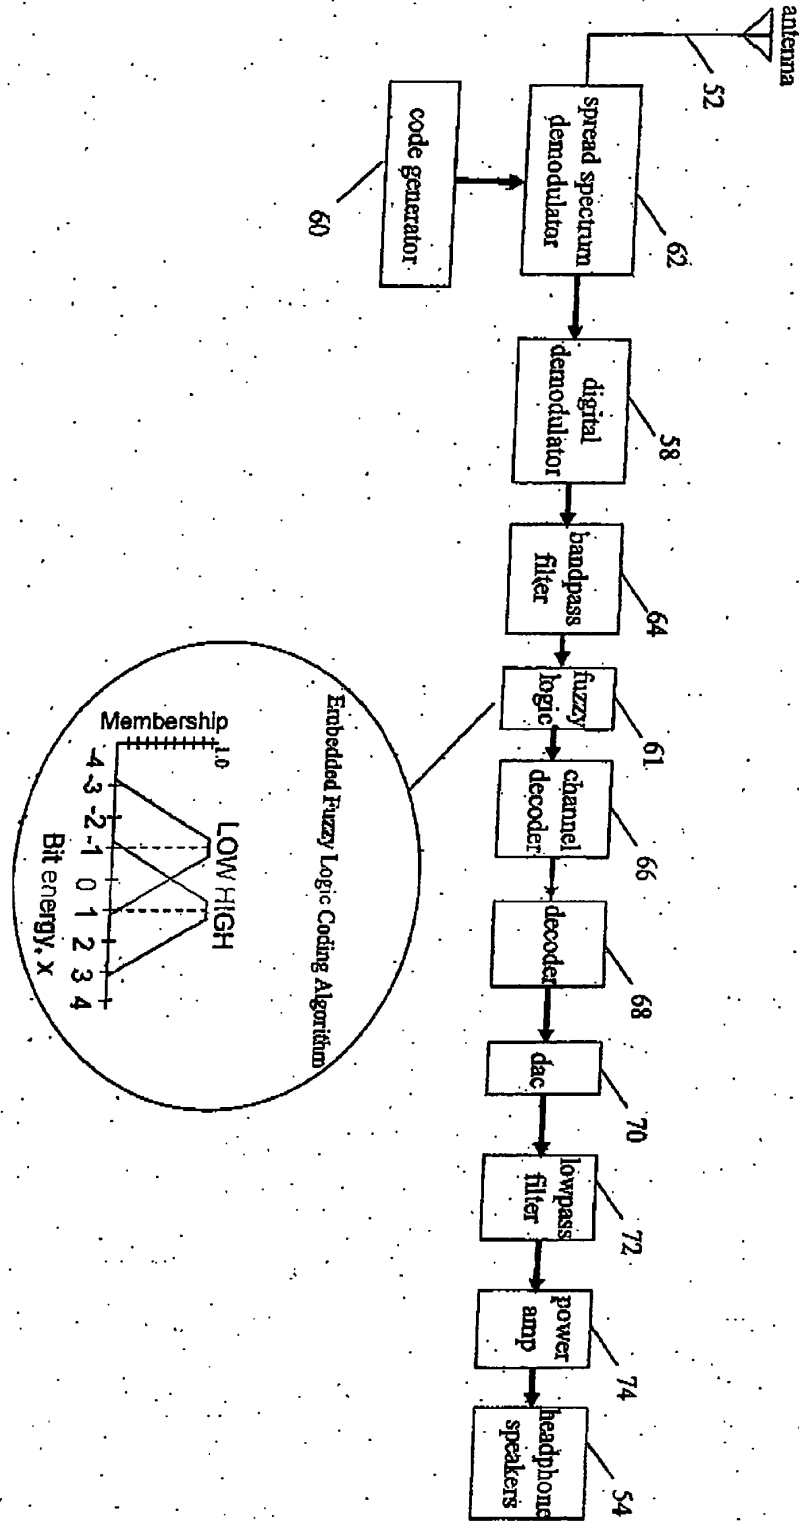 antenna
52
spread spectrum
demodulator
62
code generator
60
digital
demodulator
58
bandpass
filter
64
fuzzy
logic
61
channel
decoder
66
decoder
68
dac
70
lowpass
filter
72
power
amp
74
headphone
speakers
54
Embedded Fuzzy Logic Coding Algorithm
LOW HIGH
1.0
Membership
-4 -3 -2 -1 0 1 2 3 4
Bit energy, x